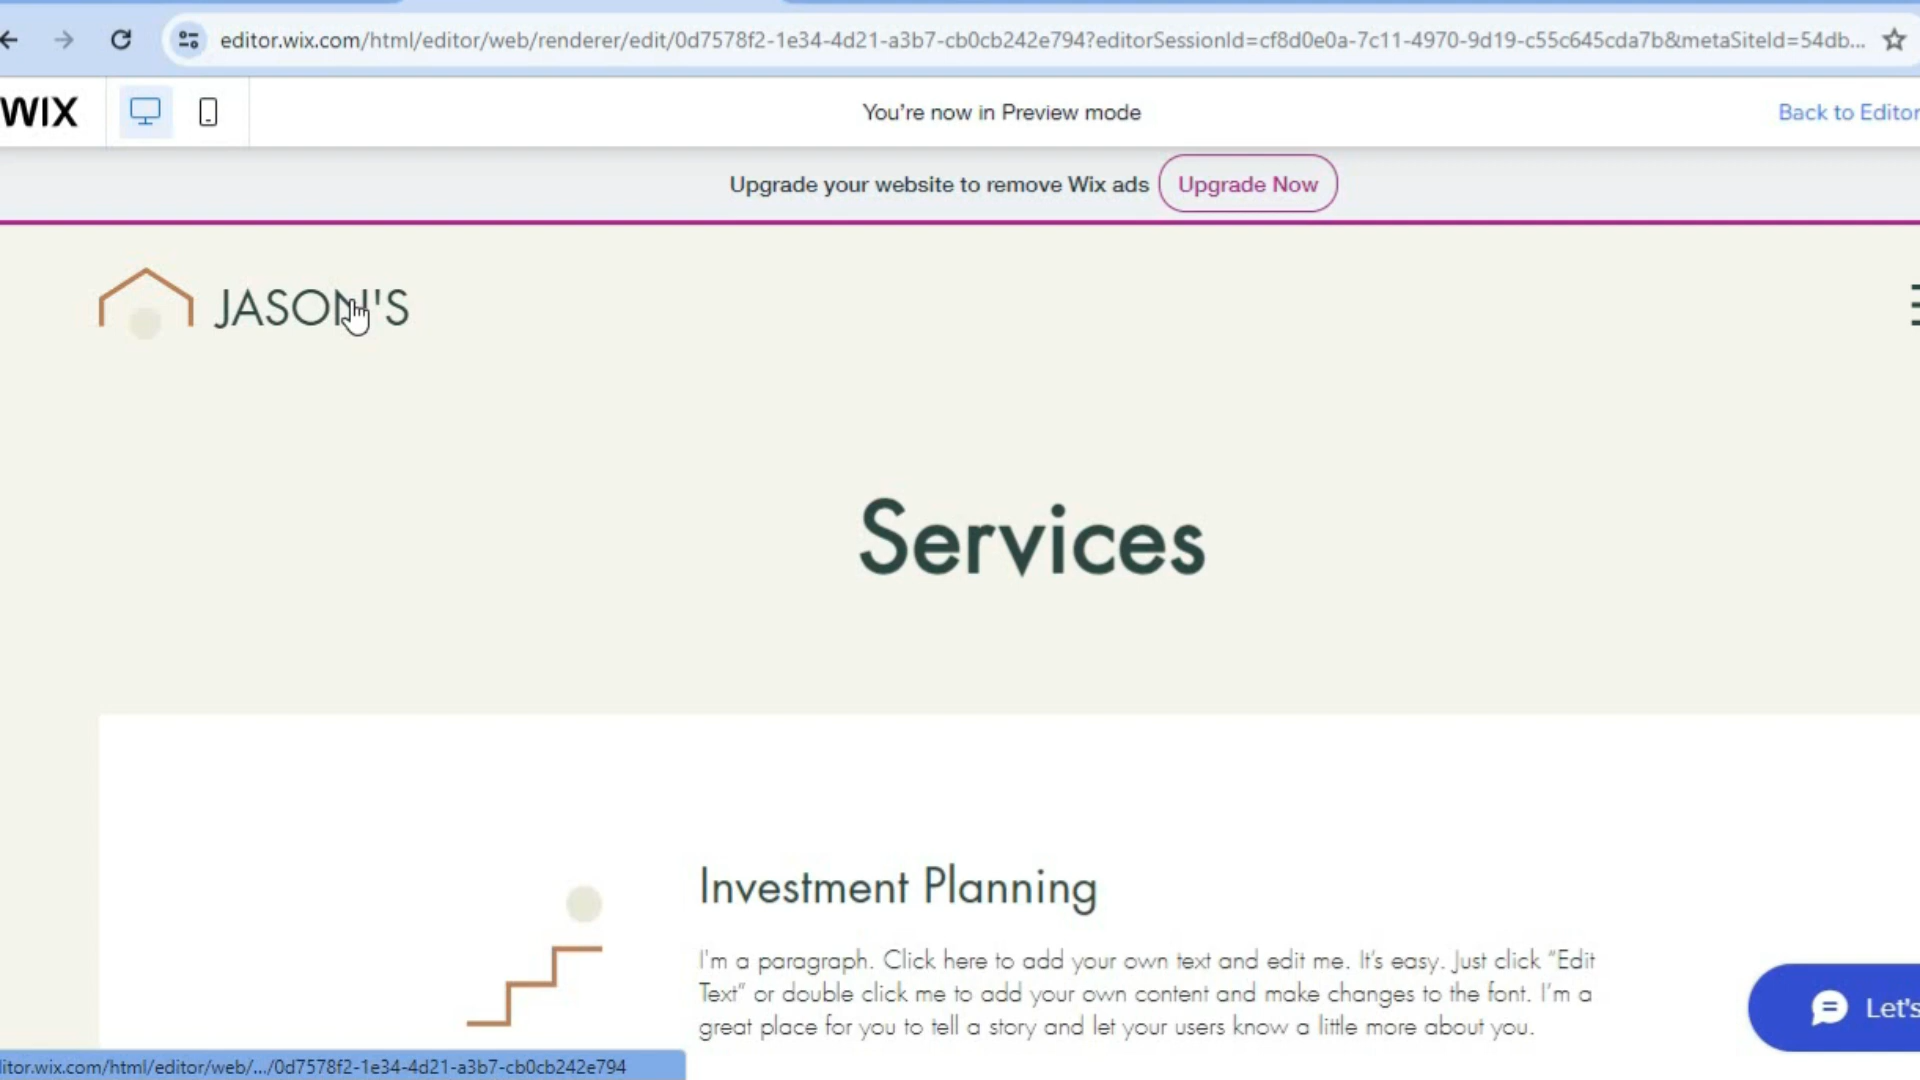 editor.wix.com/html/editor/web/renderer/edit/0d7578f2-1e34-4d21-a3b7-cb0cb242e794?editorSessionId=cf8d0e0a-7c11-4970-9d19-c55c645cda7b&metaSiteId=54db...
WIX
You're now in Preview mode
Back to Editor
Upgrade your website to remove Wix ads
Upgrade Now
JASON'S
Services
Investment Planning
I'm a paragraph. Click here to add your own text and edit me. It's easy. Just click "Edit
Text" or double click me to add your own content and make changes to the font. I'm a
great place for you to tell a story and let your users know a little more about you.
Let's
itor.wix.com/html/editor/web/.../0d7578f2-1e34-4d21-a3b7-cb0cb242e794